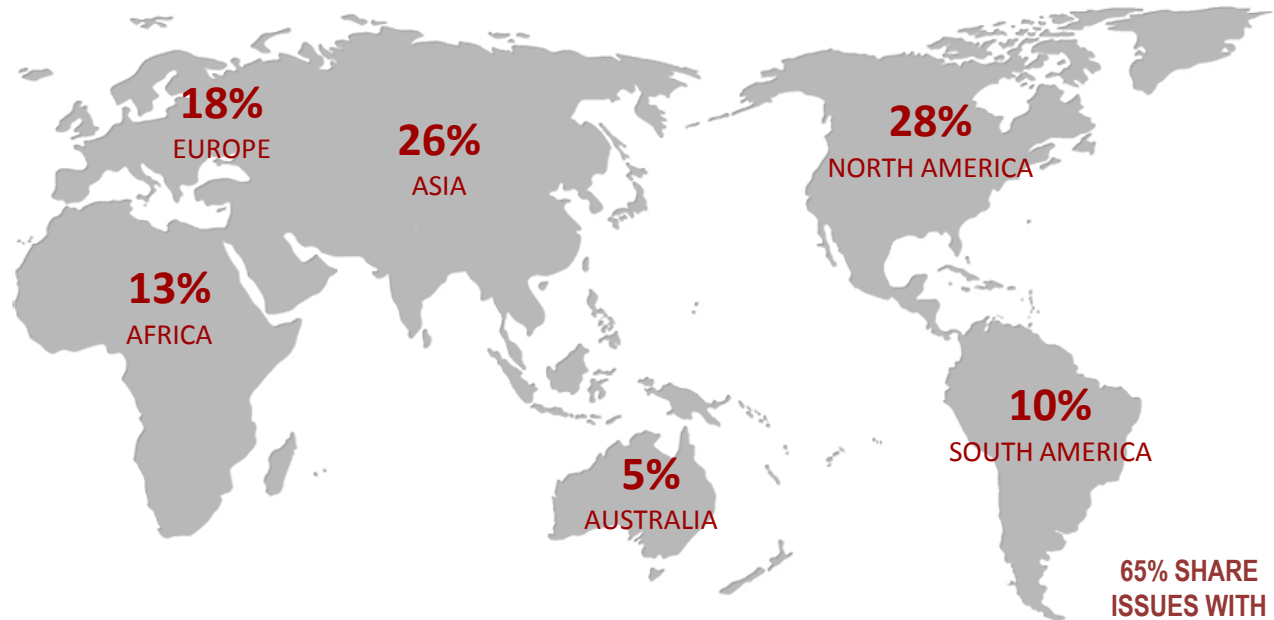 18%
EUROPE
26%
ASIA
28%
NORTH AMERICA
13%
AFRICA
10%
SOUTH AMERICA
5%
AUSTRALIA
65% SHARE
ISSUES WITH